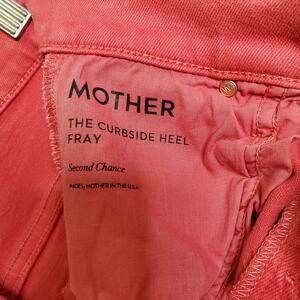 MOTHER
THE CURBSIDE HEEL
FRAY
Second Chance
MADE by MOTHER IN THE U.S.A.